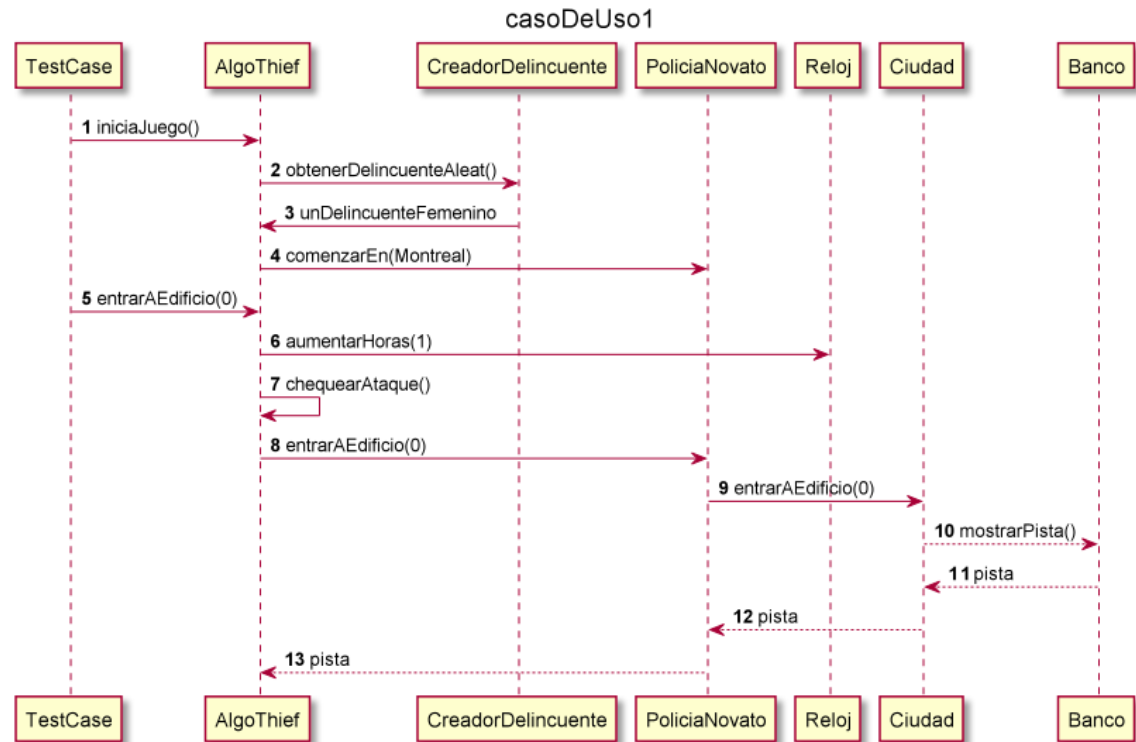 casoDeUso1
TestCase AlgoThief CreadorDelincuente PoliciaNovato Reloj Ciudad Banco
1 iniciaJuego()
2 obtenerDelincuenteAleat()
3 unDelincuenteFemenino
4 comenzarEn(Montreal)
5 entrarAEdificio(0)
6 aumentarHoras(1)
7 chequearAtaque()
8 entrarAEdificio(0)
9 entrarAEdificio(0)
10 mostrarPista()
11 pista
12 pista
13 pista
TestCase AlgoThief CreadorDelincuente PoliciaNovato Reloj Ciudad Banco